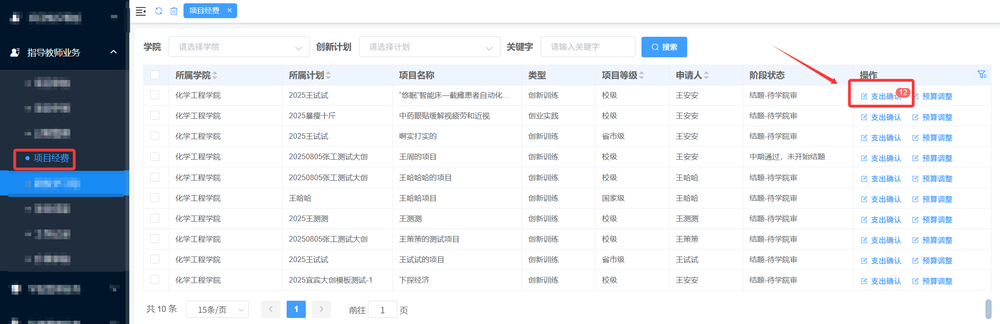 项目经费 ×
指导教师业务
项目经费
学院 请选择学院 创新计划 请选择计划 关键字 请输入关键字 搜索
所属学院 所属计划 项目名称 类型 项目等级 申请人 阶段状态 操作
化学工程学院 2025王试试 “悠眠”智能床—截瘫患者自动化... 创新训练 校级 王安安 结题-待学院审 支出确认 12 预算调整
化学工程学院 2025暴瘦十斤 中药眼贴缓解视疲劳和近视 创业实践 校级 王安安 结题-待学院审 支出确认 预算调整
化学工程学院 2025王试试 啊实打实的 创新训练 省市级 王安安 结题-待学院审 支出确认 预算调整
化学工程学院 20250805张工测试大创 王周的项目 创新训练 校级 王安安 中期通过，未开始结题 支出确认 预算调整
化学工程学院 20250805张工测试大创 王哈哈哈的项目 创新训练 校级 王哈哈 结题-待学院审 支出确认 预算调整
化学工程学院 王哈哈 王哈哈项目 创新训练 国家级 王哈哈 结题-待学院审 支出确认 预算调整
化学工程学院 2025王测测 王测测 创新训练 校级 王测测 结题-待学院审 支出确认 预算调整
化学工程学院 20250805张工测试大创 王策策的测试项目 创新训练 校级 王策策 结题-待学院审 支出确认 预算调整
化学工程学院 2025王试试 王试试的项目 创新训练 省市级 王试试 结题-待学院审 支出确认 预算调整
化学工程学院 2025宜宾大创模板测试-1 下探经济 创新训练 校级 王安安 结题-待学院审 支出确认 预算调整
共 10 条 15条/页 1 前往 1 页